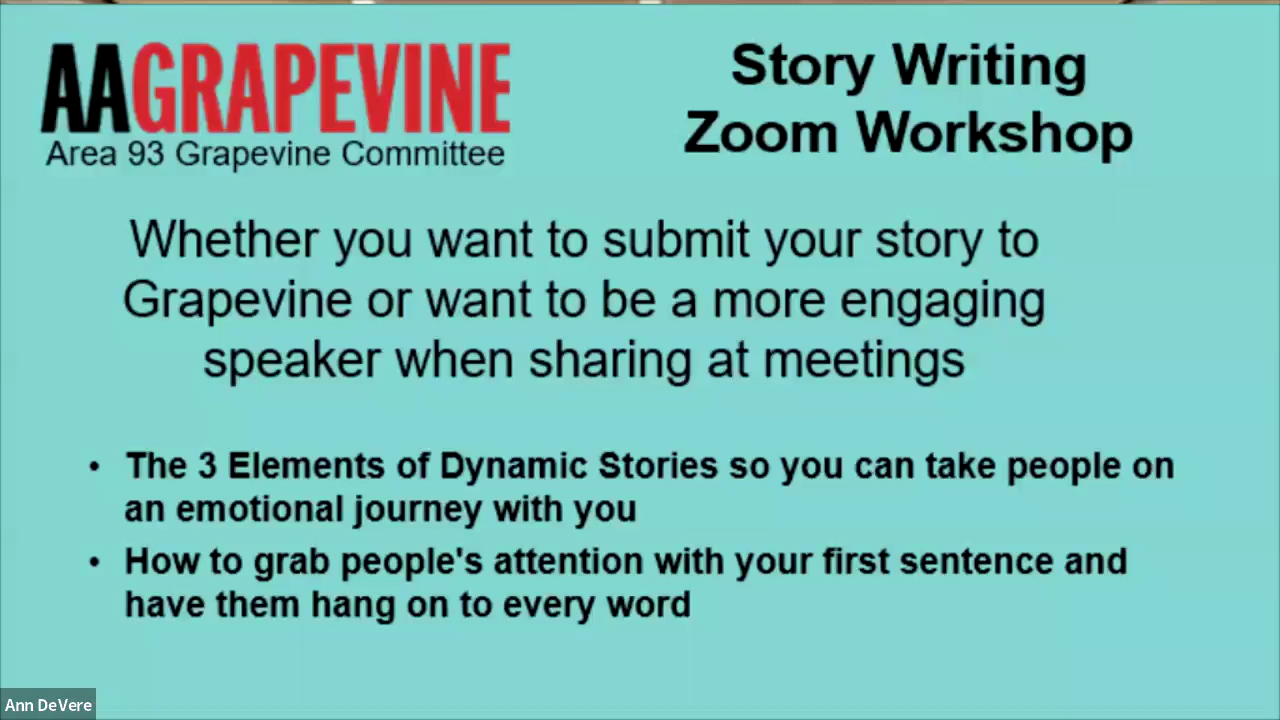 AAGRAPEVINE
Area 93 Grapevine Committee
Story Writing
Zoom Workshop
Whether you want to submit your story to
Grapevine or want to be a more engaging
speaker when sharing at meetings
• The 3 Elements of Dynamic Stories so you can take people on
an emotional journey with you
• How to grab people's attention with your first sentence and
have them hang on to every word
Ann DeVere